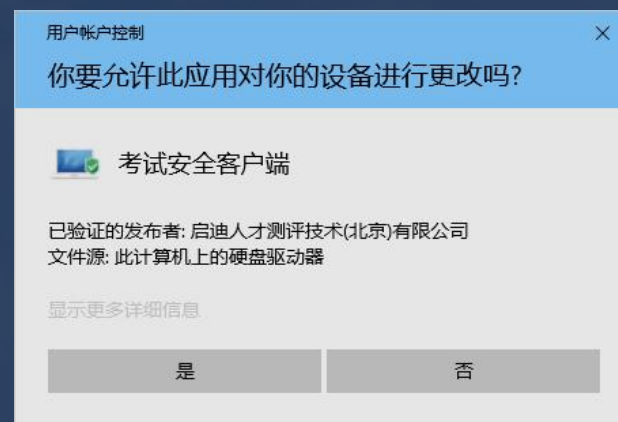 用户帐户控制
你要允许此应用对你的设备进行更改吗?
考试安全客户端
已验证的发布者: 启迪人才测评技术(北京)有限公司
文件源: 此计算机上的硬盘驱动器
显示更多详细信息
是
否